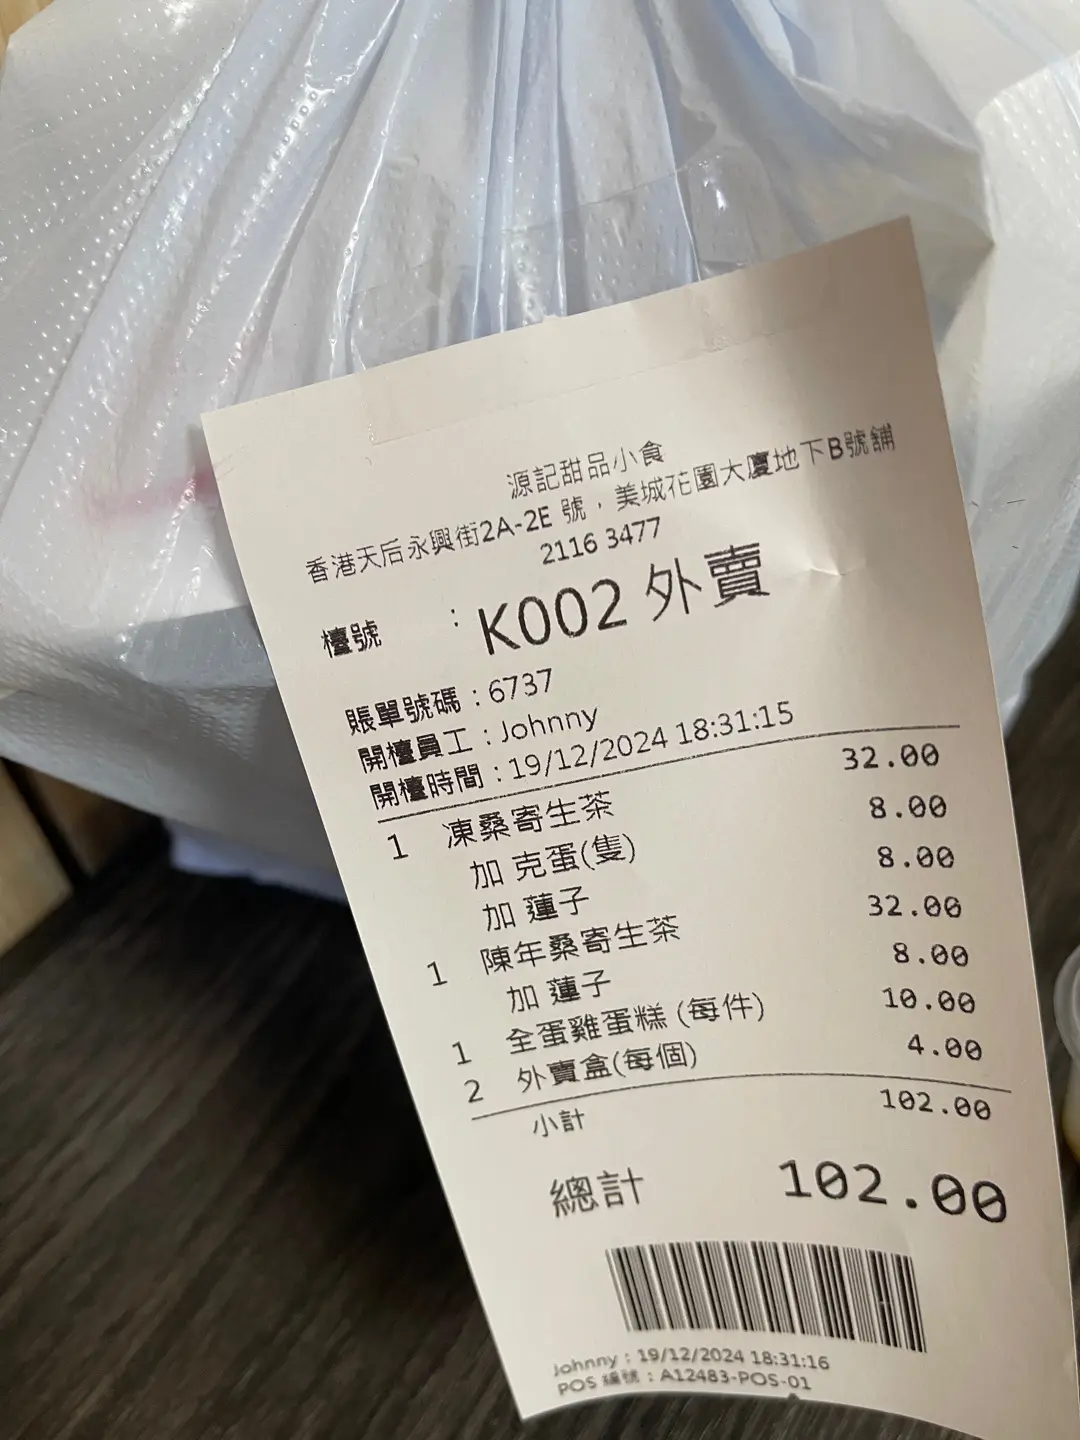 源記甜品小食
香港天后永興街2A-2E 號，美城花園大廈地下B號舖
2116 3477
檯號 : K002 外賣
賬單號碼 : 6737
開檯員工 : Johnny
開檯時間 : 19/12/2024 18:31:15
1 凍桑寄生茶 32.00
加 克蛋(隻) 8.00
加 蓮子 8.00
1 陳年桑寄生茶 32.00
加 蓮子 8.00
1 全蛋雞蛋糕 (每件) 10.00
2 外賣盒(每個) 4.00
小計 102.00
總計 102.00
Johnny : 19/12/2024 18:31:16
POS 編號 : A12483-POS-01